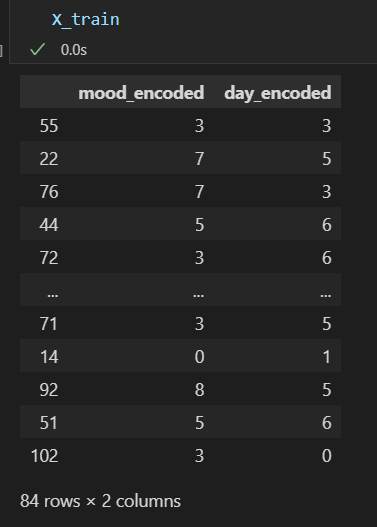 X_train
]
0.0s
mood_encoded day_encoded
55 3 3
22 7 5
76 7 3
44 5 6
72 3 6
... ... ...
71 3 5
14 0 1
92 8 5
51 5 6
102 3 0
84 rows × 2 columns